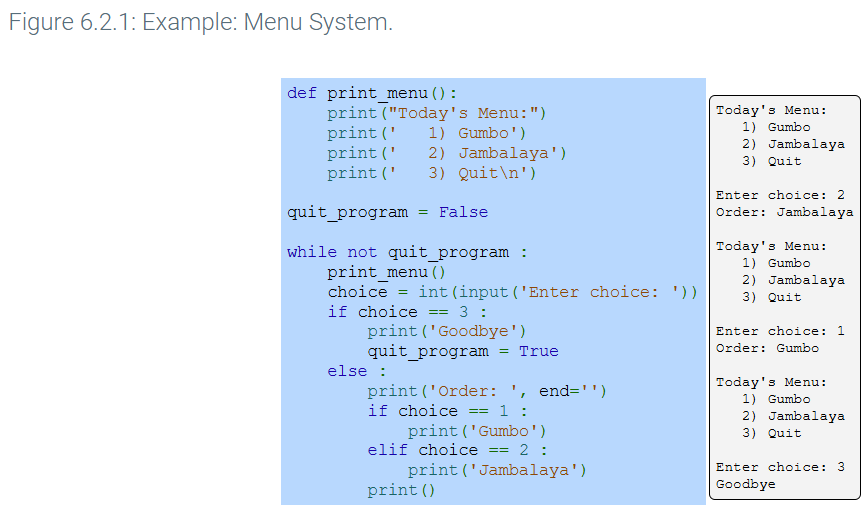 Figure 6.2.1: Example: Menu System.
def print_menu():
    print("Today's Menu:")
    print('   1) Gumbo')
    print('   2) Jambalaya')
    print('   3) Quit\n')

quit_program = False

while not quit_program :
    print_menu()
    choice = int(input('Enter choice: '))
    if choice == 3 :
        print('Goodbye')
        quit_program = True
    else :
        print('Order: ', end='')
        if choice == 1 :
            print('Gumbo')
        elif choice == 2 :
            print('Jambalaya')
        print()
Today's Menu:
   1) Gumbo
   2) Jambalaya
   3) Quit

Enter choice: 2
Order: Jambalaya

Today's Menu:
   1) Gumbo
   2) Jambalaya
   3) Quit

Enter choice: 1
Order: Gumbo

Today's Menu:
   1) Gumbo
   2) Jambalaya
   3) Quit

Enter choice: 3
Goodbye